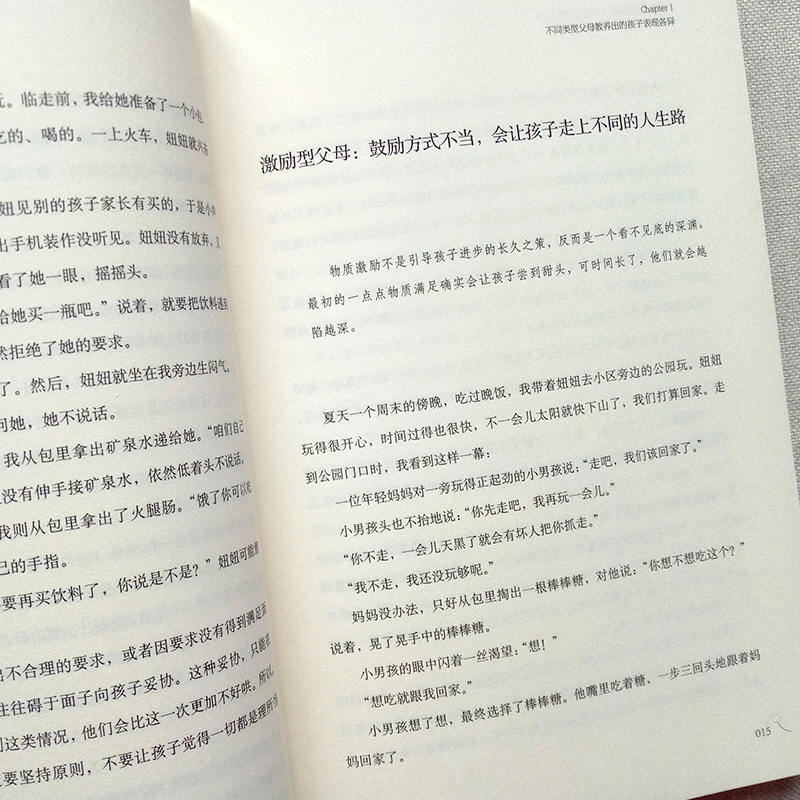 玩。临走前，我给她准备了一个小包
吃的、喝的。一上火车，妞妞就兴奋
妞见别的孩子家长有买的，于是小声
出手机装作没听见。妞妞没有放弃，又
看了她一眼，摇摇头。
给她买一瓶吧。”说着，就要把饮料递到
然拒绝了她的要求。
了。然后，妞妞就坐在我旁边生闷气。
问她，她不说话。
我从包里拿出矿泉水递给她。“咱们自己
没有伸手接矿泉水，依然低着头不说话。
我则从包里拿出了火腿肠。“饿了你可以吃
己的手指。
要再买饮料了，你说是不是？”妞妞可能觉
出不合理的要求，或者因要求没有得到满足而
往往碍于面子向孩子妥协。这种妥协，只能在
这类情况，他们会比这一次更加不好哄。所以，
要坚持原则，不要让孩子觉得一切都是理所当
Chapter 1
不同类型父母教养出的孩子表现各异
激励型父母：鼓励方式不当，会让孩子走上不同的人生路
物质激励不是引导孩子进步的长久之策，反而是一个看不见底的深渊。
最初的一点点物质满足确实会让孩子尝到甜头，可时间长了，他们就会越
陷越深。
夏天一个周末的傍晚，吃过晚饭，我带着妞妞去小区旁边的公园玩。妞妞
玩得很开心，时间过得也很快，不一会儿太阳就快下山了，我们打算回家。走
到公园门口时，我看到这样一幕：
一位年轻妈妈对一旁玩得正起劲的小男孩说：“走吧，我们该回家了。”
小男孩头也不抬地说：“你先走吧，我再玩一会儿。”
“你不走，一会儿天黑了就会有坏人把你抓走。”
“我不走，我还没玩够呢。”
妈妈没办法，只好从包里掏出一根棒棒糖，对他说：“你想不想吃这个？”
说着，晃了晃手中的棒棒糖。
小男孩的眼中闪着一丝渴望：“想！”
“想吃就跟我回家。”
小男孩想了想，最终选择了棒棒糖。他嘴里吃着糖，一步三回头地跟着妈
妈回家了。
015